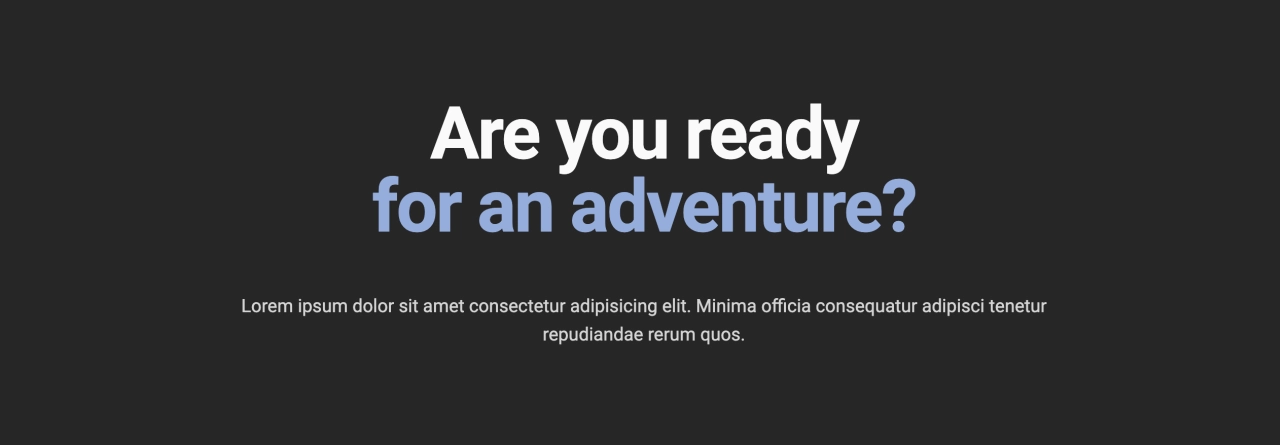 Are you ready
for an adventure?
Lorem ipsum dolor sit amet consectetur adipisicing elit. Minima officia consequatur adipisci tenetur
repudiandae rerum quos.